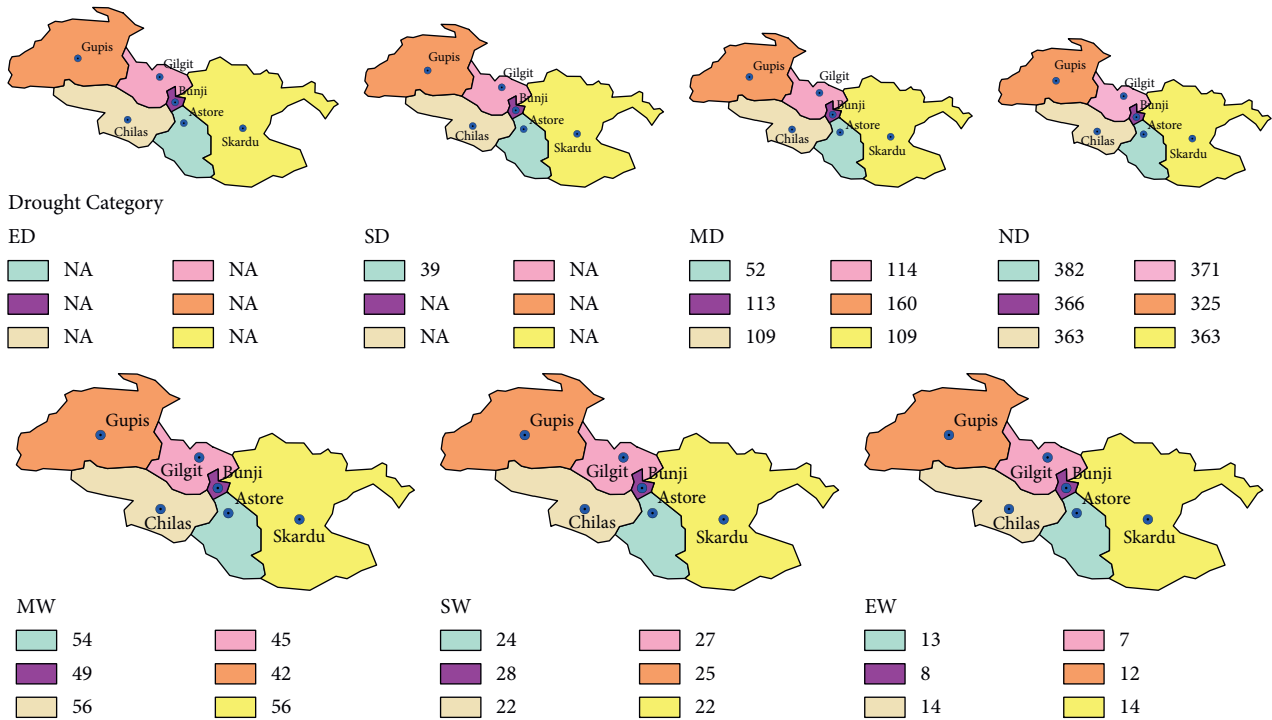 Gupis
Gilgit
Bunji
Astore
Chilas
Skardu
Gupis
Gilgit
Bunji
Astore
Chilas
Skardu
Gupis
Gilgit
Bunji
Astore
Chilas
Skardu
Gupis
Gilgit
Bunji
Astore
Chilas
Skardu
Drought Category
ED
NA NA
NA NA
NA NA
SD
39 NA
NA NA
NA NA
MD
52 114
113 160
109 109
ND
382 371
366 325
363 363
Gupis
Gilgit
Bunji
Astore
Chilas
Skardu
Gupis
Gilgit
Bunji
Astore
Chilas
Skardu
Gupis
Gilgit
Bunji
Astore
Chilas
Skardu
MW
54 45
49 42
56 56
SW
24 27
28 25
22 22
EW
13 7
8 12
14 14